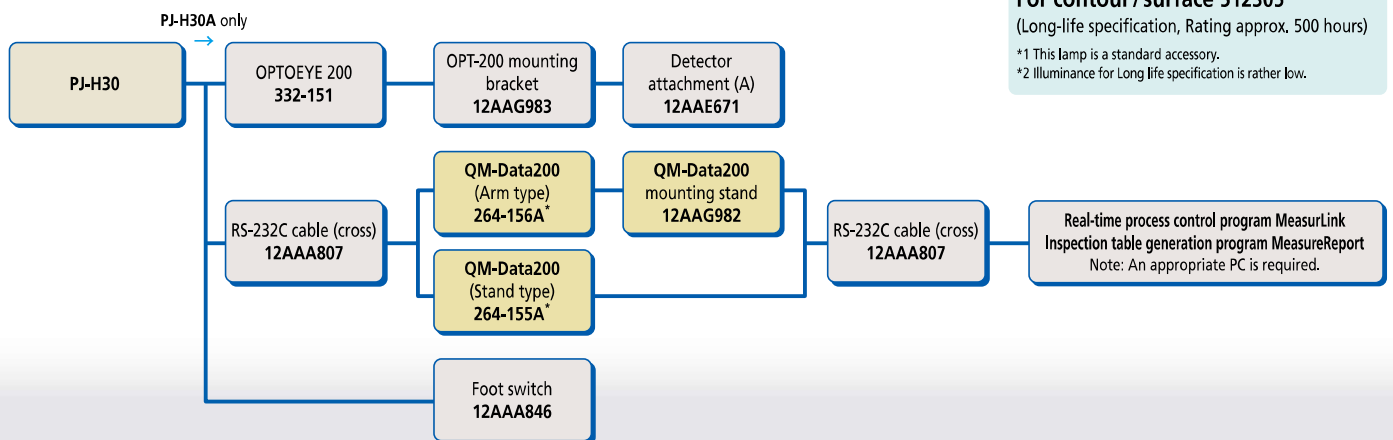 For contour/surface 512305
(Long-life specification, Rating approx. 500 hours)
*1 This lamp is a standard accessory.
*2 Illuminance for Long life specification is rather low.
PJ-H30A only
→
PJ-H30
OPTOEYE 200
332-151
OPT-200 mounting
bracket
12AAG983
Detector
attachment (A)
12AAE671
RS-232C cable (cross)
12AAA807
QM-Data200
(Arm type)
264-156A*
QM-Data200
mounting stand
12AAG982
QM-Data200
(Stand type)
264-155A*
RS-232C cable (cross)
12AAA807
Real-time process control program MeasurLink
Inspection table generation program MeasureReport
Note: An appropriate PC is required.
Foot switch
12AAA846